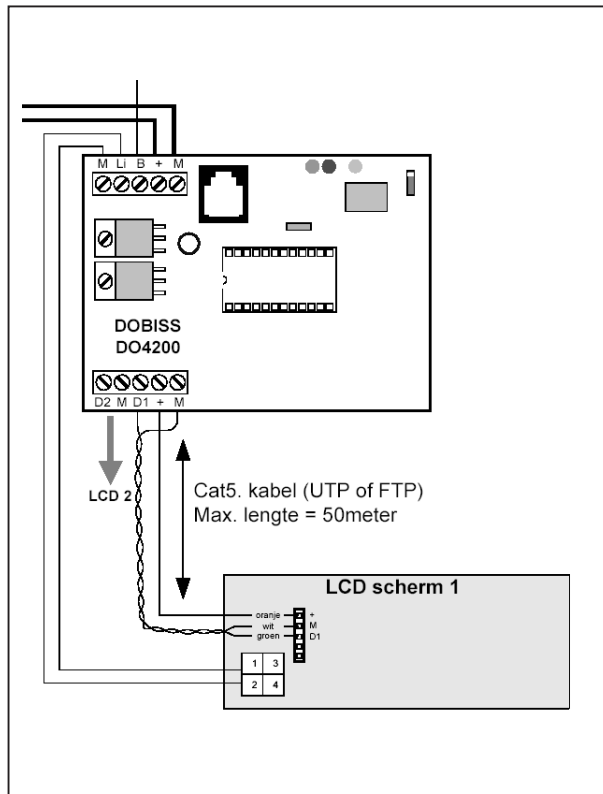 M Li B + M
DOBISS
DO4200
D2 M D1 + M
LCD 2
Cat5. kabel (UTP of FTP)
Max. lengte = 50meter
LCD scherm 1
oranje +
wit M
groen D1
1 3
2 4